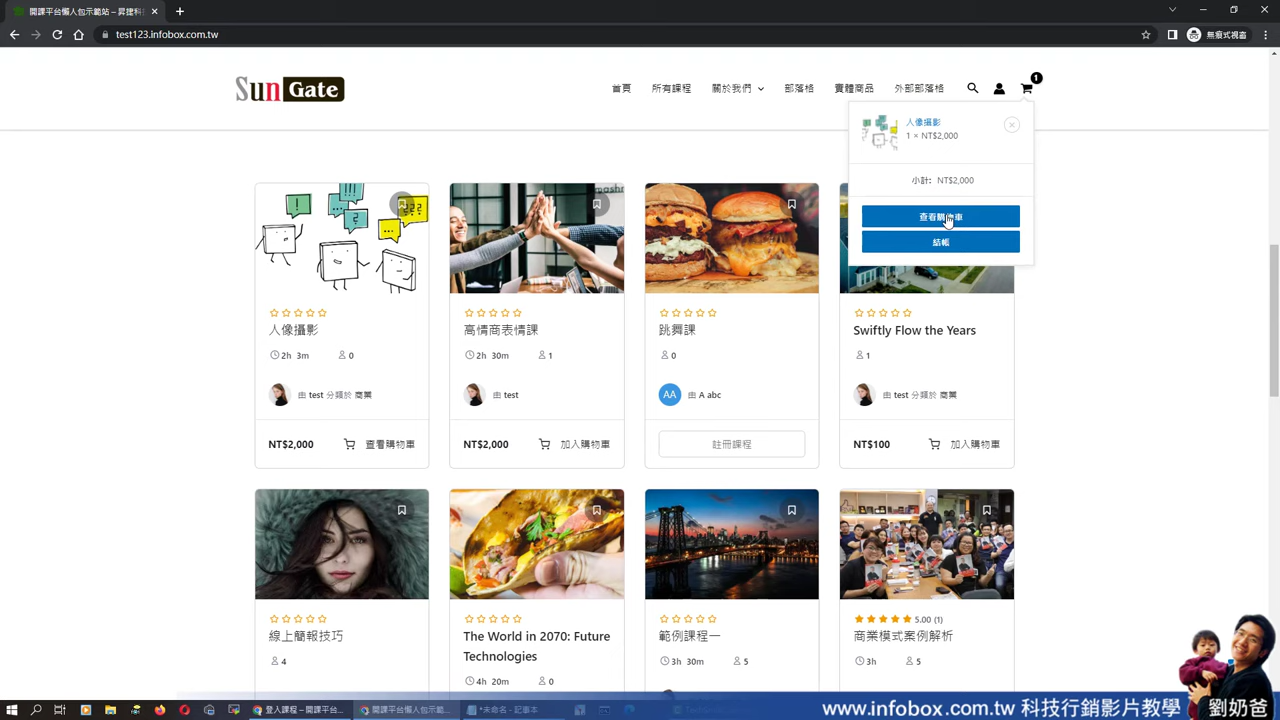 開課平台懶人包示範站 – 昇捷科技
test123.infobox.com.tw
無痕式視窗
Sun Gate
首頁
所有課程
關於我們
部落格
實體商品
外部部落格
1
人像攝影
1 × NT$2,000
小計: NT$2,000
查看購物車
結帳
人像攝影
2h 3m
0
由 test 分類於 商業
NT$2,000
查看購物車
高情商表情課
2h 30m
1
由 test
NT$2,000
加入購物車
跳舞課
0
AA
由 A abc
註冊課程
Swiftly Flow the Years
1
由 test 分類於 商業
NT$100
加入購物車
線上簡報技巧
4
The World in 2070: Future
Technologies
4h 20m
0
範例課程一
3h 30m
5
5.00 (1)
商業模式案例解析
3h
5
登入課程 – 開課平台...
開課平台懶人包示範...
*未命名 - 記事本
www.infobox.com.tw 科技行銷影片教學
劉奶爸